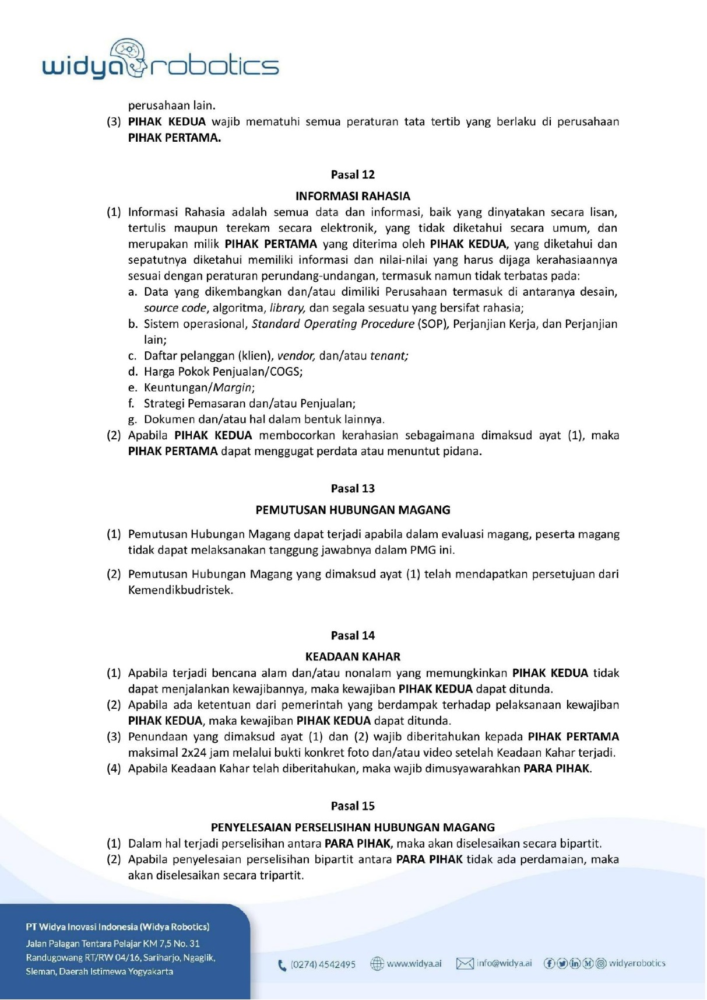 widya robotics
perusahaan lain.
(3) PIHAK KEDUA wajib mematuhi semua peraturan tata tertib yang berlaku di perusahaan
PIHAK PERTAMA.
Pasal 12
INFORMASI RAHASIA
(1) Informasi Rahasia adalah semua data dan informasi, baik yang dinyatakan secara lisan,
tertulis maupun terekam secara elektronik, yang tidak diketahui secara umum, dan
merupakan milik PIHAK PERTAMA yang diterima oleh PIHAK KEDUA, yang diketahui dan
sepatutnya diketahui memiliki informasi dan nilai-nilai yang harus dijaga kerahasiaannya
sesuai dengan peraturan perundang-undangan, termasuk namun tidak terbatas pada:
a. Data yang dikembangkan dan/atau dimiliki Perusahaan termasuk di antaranya desain,
source code, algoritma, library, dan segala sesuatu yang bersifat rahasia;
b. Sistem operasional, Standard Operating Procedure (SOP), Perjanjian Kerja, dan Perjanjian
lain;
c. Daftar pelanggan (klien), vendor, dan/atau tenant;
d. Harga Pokok Penjualan/COGS;
e. Keuntungan/Margin;
f. Strategi Pemasaran dan/atau Penjualan;
g. Dokumen dan/atau hal dalam bentuk lainnya.
(2) Apabila PIHAK KEDUA membocorkan kerahasian sebagaimana dimaksud ayat (1), maka
PIHAK PERTAMA dapat menggugat perdata atau menuntut pidana.
Pasal 13
PEMUTUSAN HUBUNGAN MAGANG
(1) Pemutusan Hubungan Magang dapat terjadi apabila dalam evaluasi magang, peserta magang
tidak dapat melaksanakan tanggung jawabnya dalam PMG ini.
(2) Pemutusan Hubungan Magang yang dimaksud ayat (1) telah mendapatkan persetujuan dari
Kemendikbudristek.
Pasal 14
KEADAAN KAHAR
(1) Apabila terjadi bencana alam dan/atau nonalam yang memungkinkan PIHAK KEDUA tidak
dapat menjalankan kewajibannya, maka kewajiban PIHAK KEDUA dapat ditunda.
(2) Apabila ada ketentuan dari pemerintah yang berdampak terhadap pelaksanaan kewajiban
PIHAK KEDUA, maka kewajiban PIHAK KEDUA dapat ditunda.
(3) Penundaan yang dimaksud ayat (1) dan (2) wajib diberitahukan kepada PIHAK PERTAMA
maksimal 2x24 jam melalui bukti konkret foto dan/atau video setelah Keadaan Kahar terjadi.
(4) Apabila Keadaan Kahar telah diberitahukan, maka wajib dimusyawarahkan PARA PIHAK.
Pasal 15
PENYELESAIAN PERSELISIHAN HUBUNGAN MAGANG
(1) Dalam hal terjadi perselisihan antara PARA PIHAK, maka akan diselesaikan secara bipartit.
(2) Apabila penyelesaian perselisihan bipartit antara PARA PIHAK tidak ada perdamaian, maka
akan diselesaikan secara tripartit.
PT Widya Inovasi Indonesia (Widya Robotics)
Jalan Palagan Tentara Pelajar KM 7,5 No. 31
Randugowang RT/RW 04/16, Sariharjo, Ngaglik,
Sleman, Daerah Istimewa Yogyakarta
(0274) 4542495 www.widya.ai info@widya.ai widyarobotics